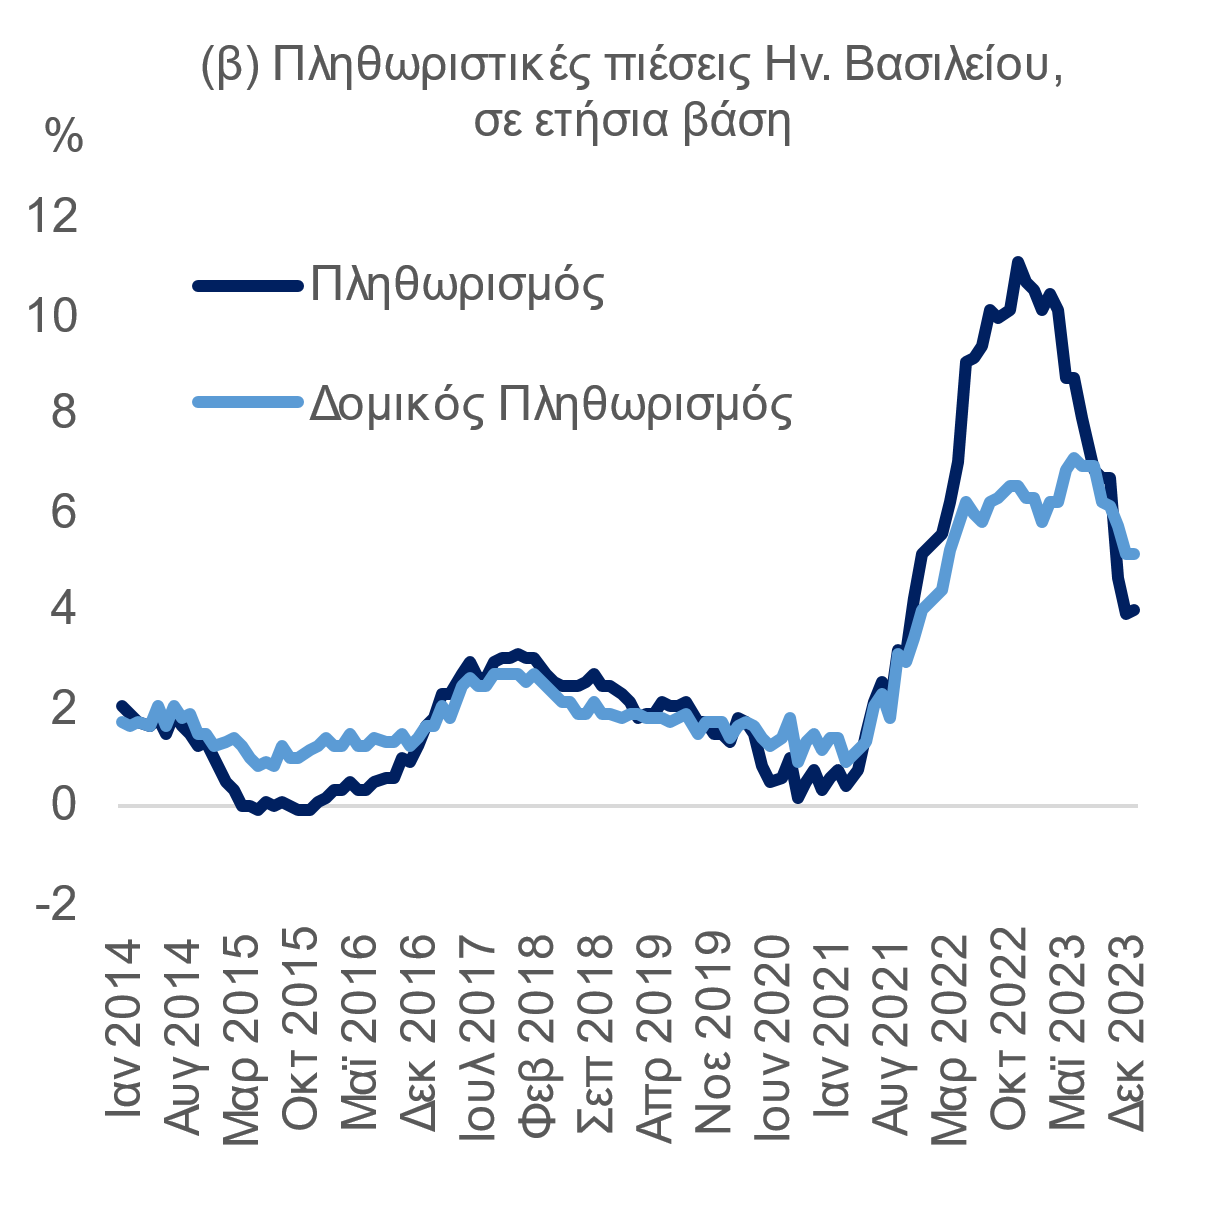 (β) Πληθωριστικές πιέσεις Ην. Βασιλείου,
σε ετήσια βάση
%
12
10
8
6
4
2
0
-2
Πληθωρισμός
Δομικός Πληθωρισμός
Ιαν 2014
Αυγ 2014
Μαρ 2015
Οκτ 2015
Μαϊ 2016
Δεκ 2016
Ιουλ 2017
Φεβ 2018
Σεπ 2018
Απρ 2019
Νοε 2019
Ιουν 2020
Ιαν 2021
Αυγ 2021
Μαρ 2022
Οκτ 2022
Μαϊ 2023
Δεκ 2023